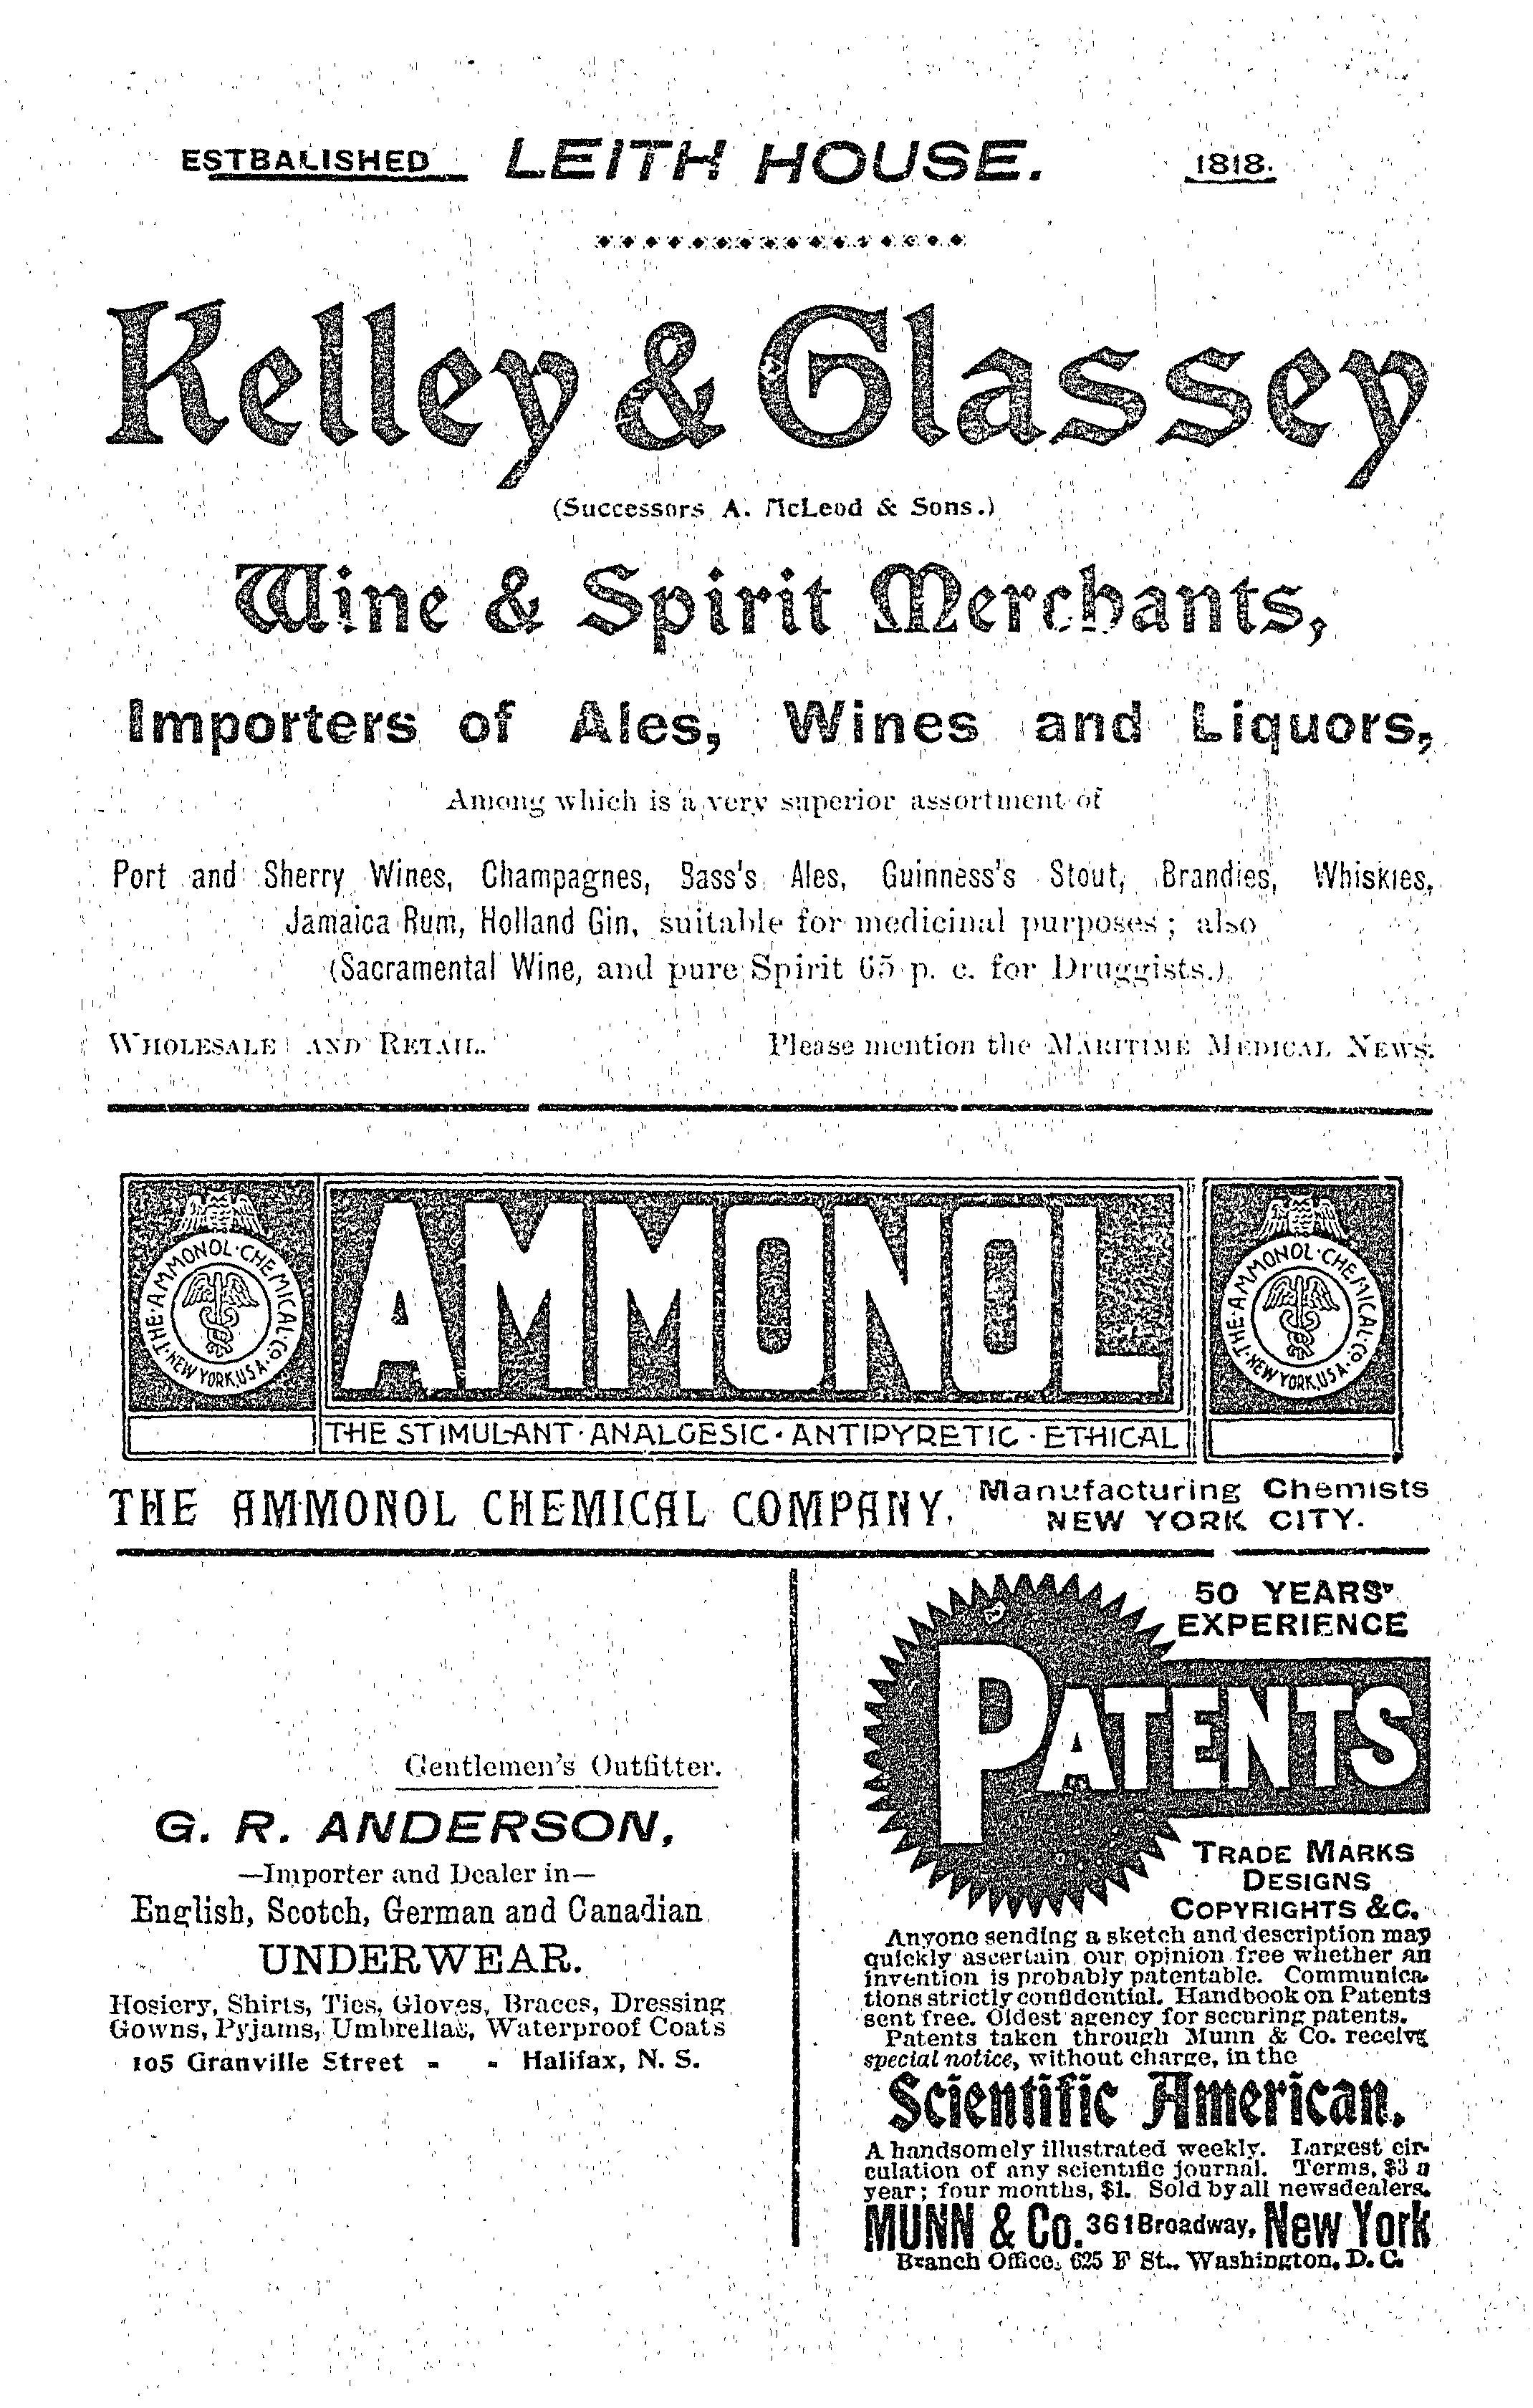 ESTBALISHED LEITH HOUSE. 1818.
Kelley & Glassey
(Successors A. McLeod & Sons.)
Wine & Spirit Merchants,
Importers of Ales, Wines and Liquors,
Among which is a very superior assortment of
Port and Sherry Wines, Champagnes, Bass's Ales, Guinness's Stout, Brandies, Whiskies,
Jamaica Rum, Holland Gin, suitable for medicinal purposes; also
(Sacramental Wine, and pure Spirit 65 p. c. for Druggists.)
WHOLESALE AND RETAIL. Please mention the MARITIME MEDICAL NEWS.
THE·AMMONOL·CHEMICAL·CO·
·NEW YORK,USA·
AMMONOL
THE·AMMONOL·CHEMICAL·CO·
·NEW YORK,USA·
THE STIMULANT·ANALGESIC·ANTIPYRETIC·ETHICAL
THE AMMONOL CHEMICAL COMPANY, Manufacturing Chemists
NEW YORK CITY.
Gentlemen's Outfitter.
G. R. ANDERSON,
—Importer and Dealer in—
English, Scotch, German and Canadian
UNDERWEAR.
Hosiery, Shirts, Ties, Gloves, Braces, Dressing
Gowns, Pyjams, Umbrellas, Waterproof Coats
105 Granville Street - - Halifax, N. S.
50 YEARS'
EXPERIENCE
PATENTS
TRADE MARKS
DESIGNS
COPYRIGHTS &C.
Anyone sending a sketch and description may
quickly ascertain our opinion free whether an
invention is probably patentable. Communica-
tions strictly confidential. Handbook on Patents
sent free. Oldest agency for securing patents.
Patents taken through Munn & Co. receive
special notice, without charge, in the
Scientific American.
A handsomely illustrated weekly. Largest cir-
culation of any scientific journal. Terms, $3 a
year; four months, $1. Sold by all newsdealers.
MUNN & Co. 361 Broadway, New York
Branch Office, 625 F St., Washington, D. C.